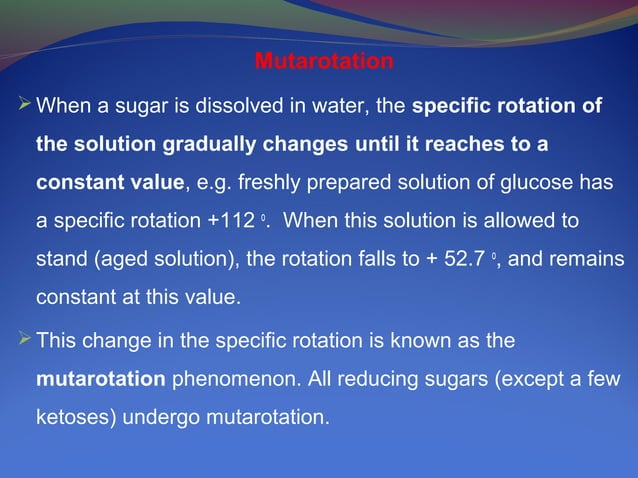 Mutarotation
➢ When a sugar is dissolved in water, the specific rotation of
the solution gradually changes until it reaches to a
constant value, e.g. freshly prepared solution of glucose has
a specific rotation +112 º. When this solution is allowed to
stand (aged solution), the rotation falls to + 52.7 º, and remains
constant at this value.
➢ This change in the specific rotation is known as the
mutarotation phenomenon. All reducing sugars (except a few
ketoses) undergo mutarotation.